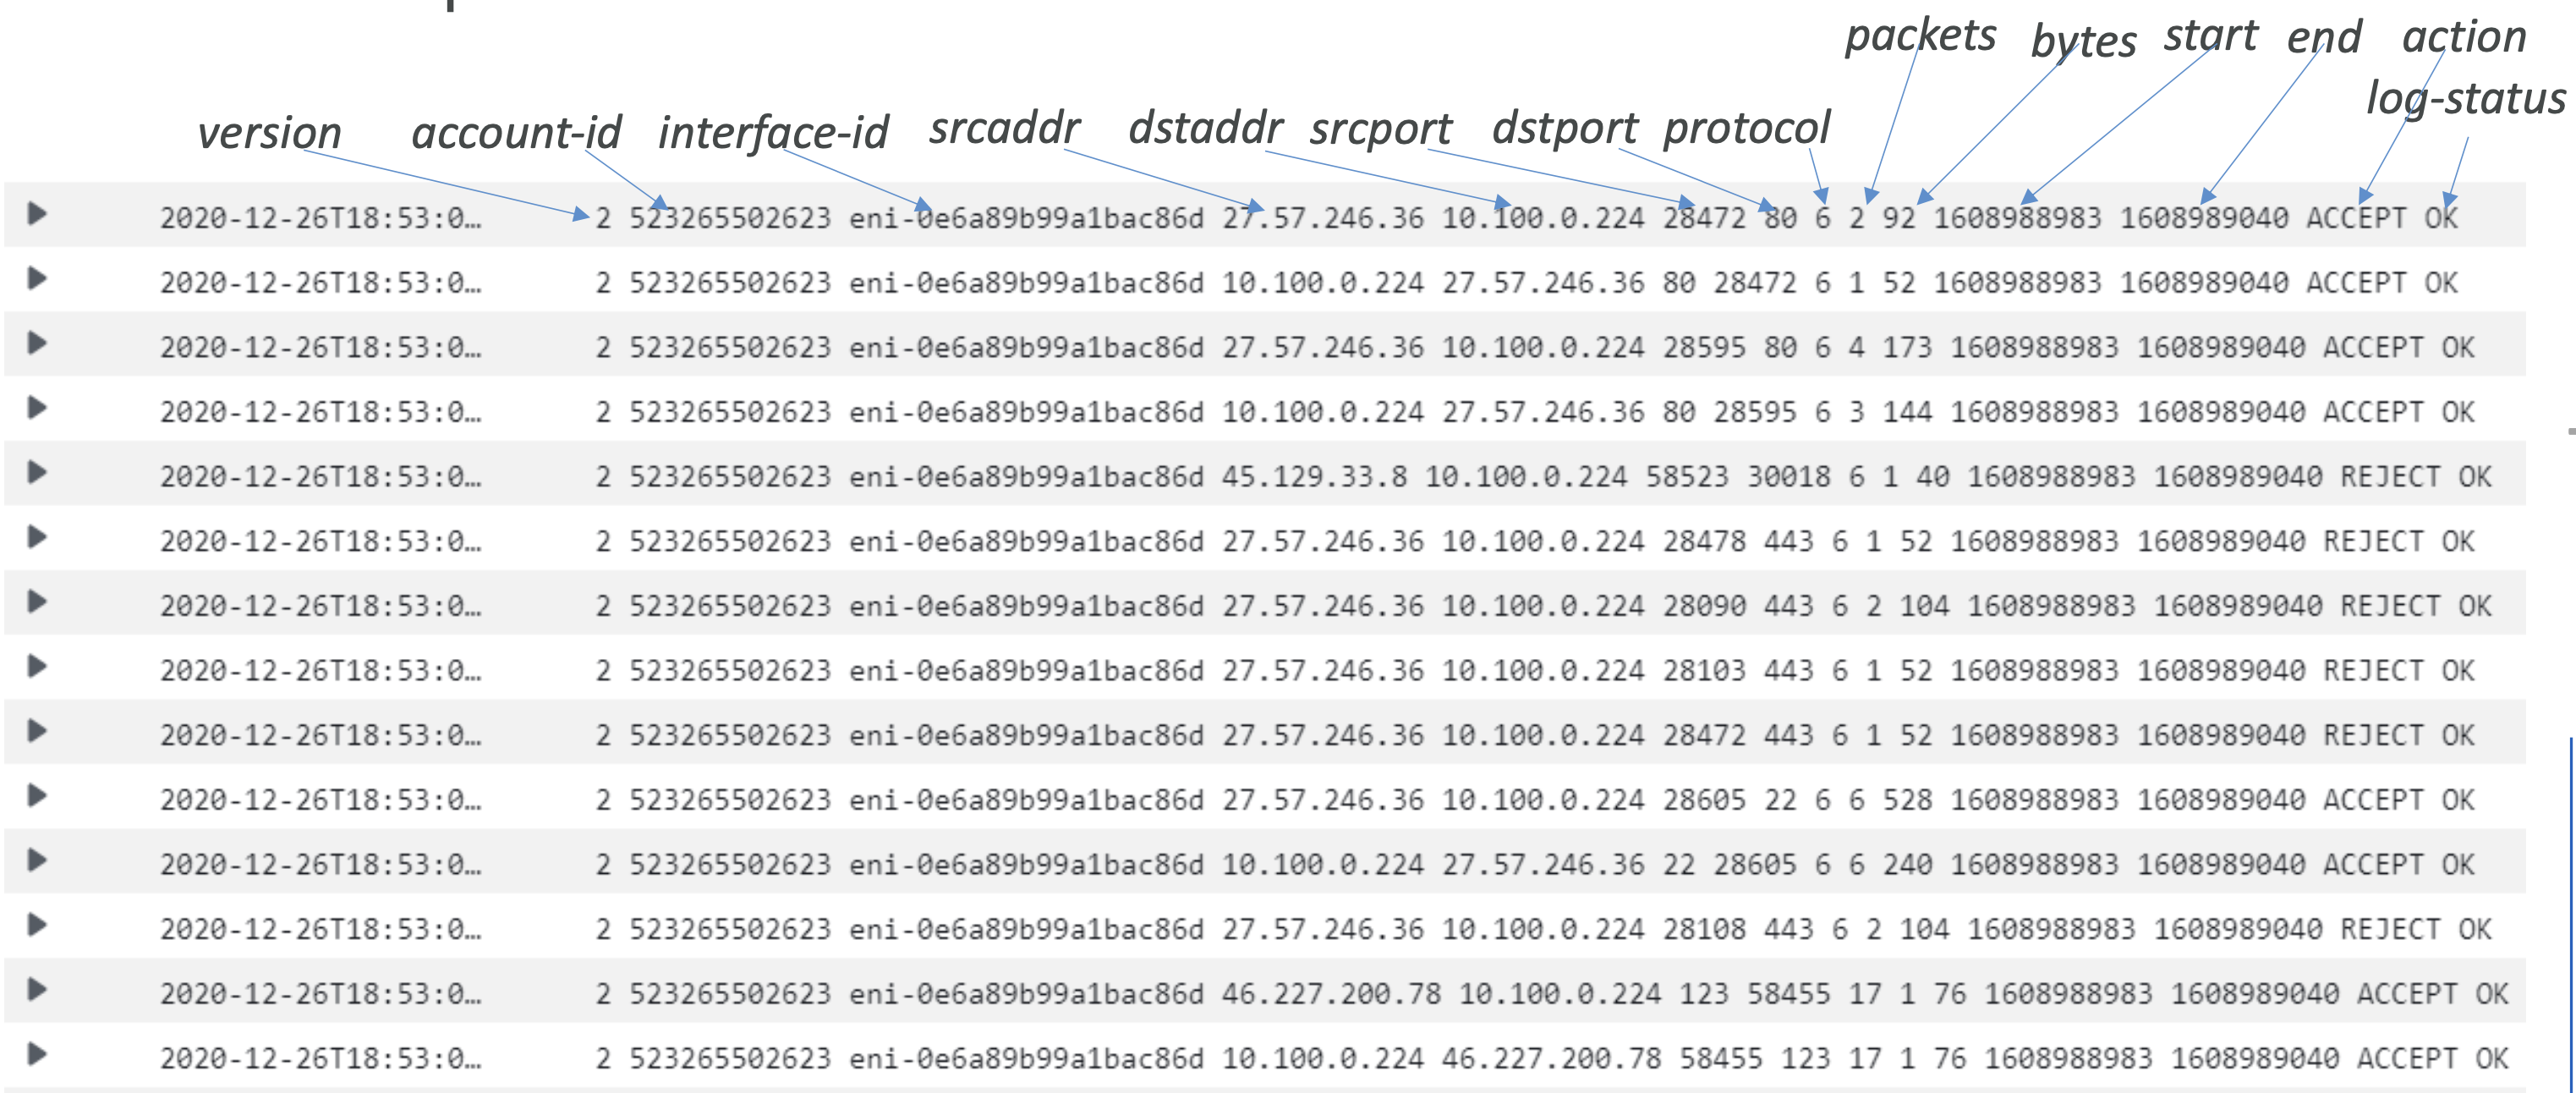 packets bytes start end action
log-status
version account-id interface-id srcaddr dstaddr srcport dstport protocol
2020-12-26T18:53:0… 2 523265502623 eni-0e6a89b99a1bac86d 27.57.246.36 10.100.0.224 28472 80 6 2 92 1608988983 1608989040 ACCEPT OK
2020-12-26T18:53:0… 2 523265502623 eni-0e6a89b99a1bac86d 10.100.0.224 27.57.246.36 80 28472 6 1 52 1608988983 1608989040 ACCEPT OK
2020-12-26T18:53:0… 2 523265502623 eni-0e6a89b99a1bac86d 27.57.246.36 10.100.0.224 28595 80 6 4 173 1608988983 1608989040 ACCEPT OK
2020-12-26T18:53:0… 2 523265502623 eni-0e6a89b99a1bac86d 10.100.0.224 27.57.246.36 80 28595 6 3 144 1608988983 1608989040 ACCEPT OK
2020-12-26T18:53:0… 2 523265502623 eni-0e6a89b99a1bac86d 45.129.33.8 10.100.0.224 58523 30018 6 1 40 1608988983 1608989040 REJECT OK
2020-12-26T18:53:0… 2 523265502623 eni-0e6a89b99a1bac86d 27.57.246.36 10.100.0.224 28478 443 6 1 52 1608988983 1608989040 REJECT OK
2020-12-26T18:53:0… 2 523265502623 eni-0e6a89b99a1bac86d 27.57.246.36 10.100.0.224 28090 443 6 2 104 1608988983 1608989040 REJECT OK
2020-12-26T18:53:0… 2 523265502623 eni-0e6a89b99a1bac86d 27.57.246.36 10.100.0.224 28103 443 6 1 52 1608988983 1608989040 REJECT OK
2020-12-26T18:53:0… 2 523265502623 eni-0e6a89b99a1bac86d 27.57.246.36 10.100.0.224 28472 443 6 1 52 1608988983 1608989040 REJECT OK
2020-12-26T18:53:0… 2 523265502623 eni-0e6a89b99a1bac86d 27.57.246.36 10.100.0.224 28605 22 6 6 528 1608988983 1608989040 ACCEPT OK
2020-12-26T18:53:0… 2 523265502623 eni-0e6a89b99a1bac86d 10.100.0.224 27.57.246.36 22 28605 6 6 240 1608988983 1608989040 ACCEPT OK
2020-12-26T18:53:0… 2 523265502623 eni-0e6a89b99a1bac86d 27.57.246.36 10.100.0.224 28108 443 6 2 104 1608988983 1608989040 REJECT OK
2020-12-26T18:53:0… 2 523265502623 eni-0e6a89b99a1bac86d 46.227.200.78 10.100.0.224 123 58455 17 1 76 1608988983 1608989040 ACCEPT OK
2020-12-26T18:53:0… 2 523265502623 eni-0e6a89b99a1bac86d 10.100.0.224 46.227.200.78 58455 123 17 1 76 1608988983 1608989040 ACCEPT OK